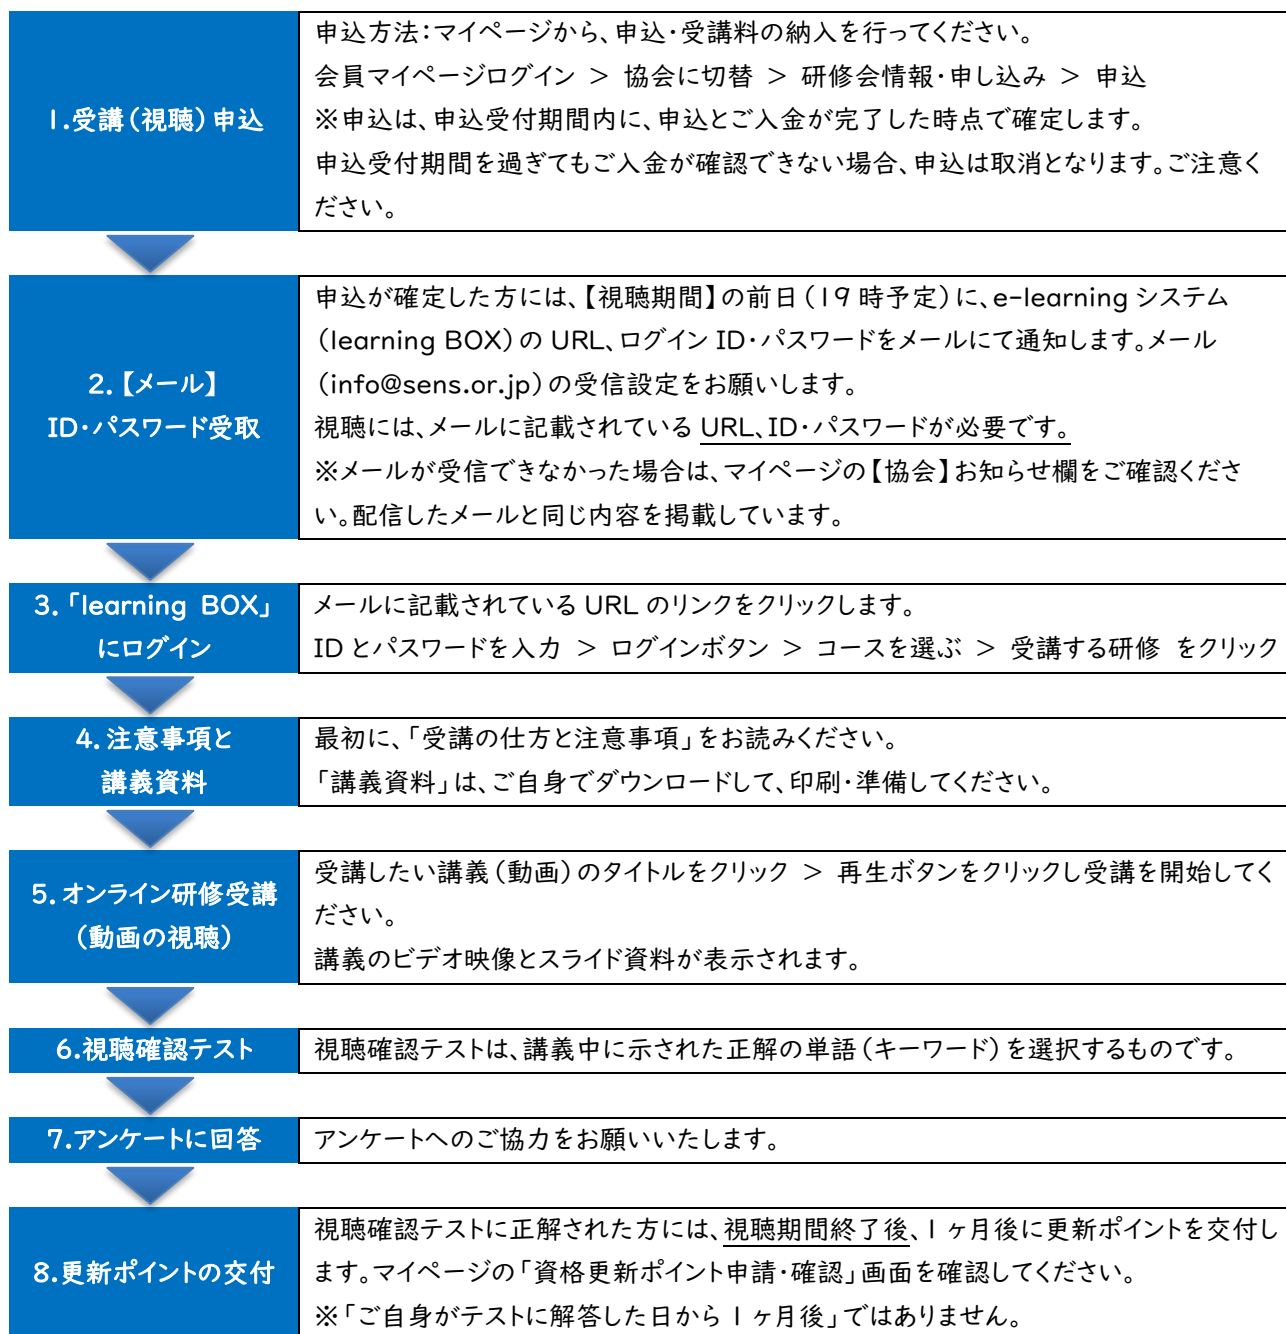 1.受講(視聴)申込
申込方法:マイページから、申込・受講料の納入を行ってください。
会員マイページログイン > 協会に切替 > 研修会情報・申し込み > 申込
※申込は、申込受付期間内に、申込とご入金が完了した時点で確定します。
申込受付期間を過ぎてもご入金が確認できない場合、申込は取消となります。ご注意く
ださい。
2.【メール】
ID・パスワード受取
申込が確定した方には、【視聴期間】の前日(19時予定)に、e-learning システム
(learning BOX)の URL、ログイン ID・パスワードをメールにて通知します。メール
(info@sens.or.jp)の受信設定をお願いします。
視聴には、メールに記載されている URL、ID・パスワードが必要です。
※メールが受信できなかった場合は、マイページの【協会】お知らせ欄をご確認くださ
い。配信したメールと同じ内容を掲載しています。
3.「learning BOX」
にログイン
メールに記載されている URL のリンクをクリックします。
ID とパスワードを入力 > ログインボタン > コースを選ぶ > 受講する研修 をクリック
4.注意事項と
講義資料
最初に、「受講の仕方と注意事項」をお読みください。
「講義資料」は、ご自身でダウンロードして、印刷・準備してください。
5.オンライン研修受講
(動画の視聴)
受講したい講義(動画)のタイトルをクリック > 再生ボタンをクリックし受講を開始してく
ださい。
講義のビデオ映像とスライド資料が表示されます。
6.視聴確認テスト
視聴確認テストは、講義中に示された正解の単語(キーワード)を選択するものです。
7.アンケートに回答
アンケートへのご協力をお願いいたします。
8.更新ポイントの交付
視聴確認テストに正解された方には、視聴期間終了後、1ヶ月後に更新ポイントを交付し
ます。マイページの「資格更新ポイント申請・確認」画面を確認してください。
※「ご自身がテストに解答した日から1ヶ月後」ではありません。